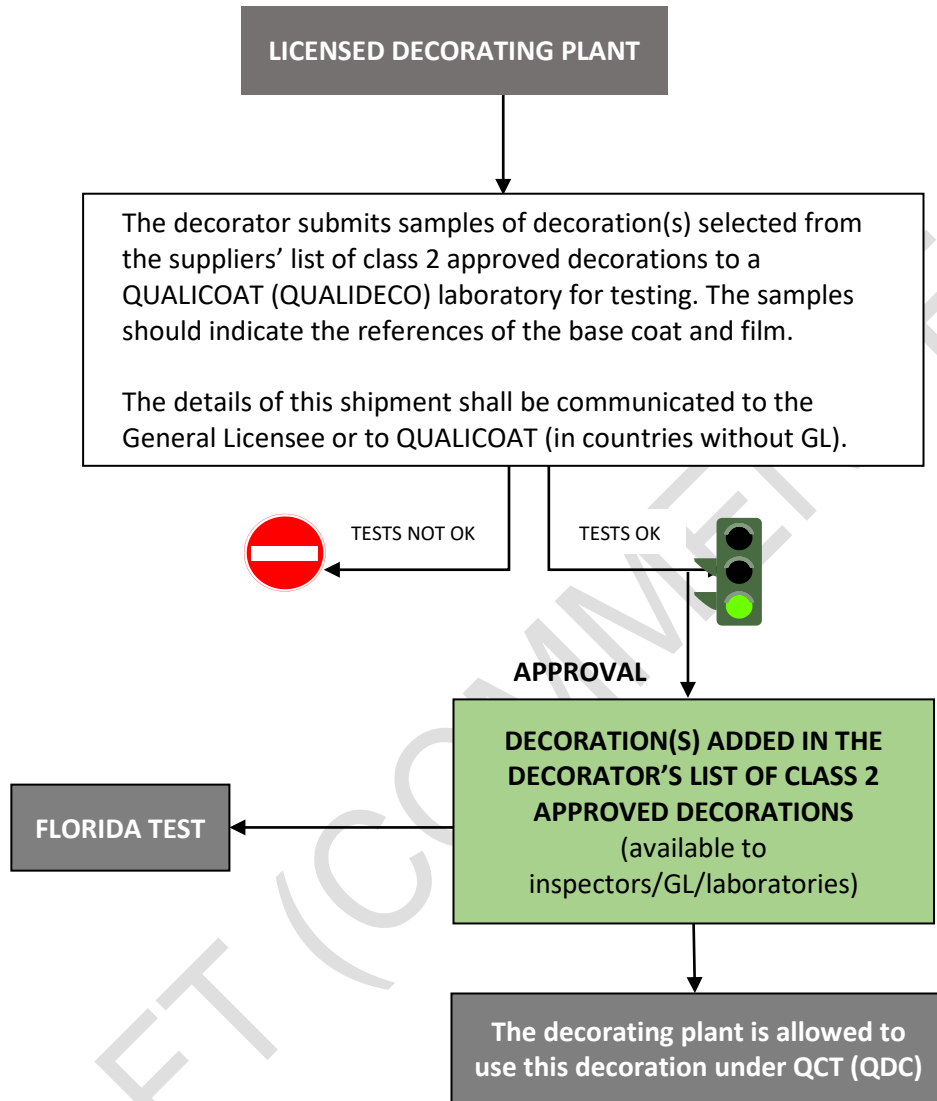 LICENSED DECORATING PLANT
The decorator submits samples of decoration(s) selected from
the suppliers’ list of class 2 approved decorations to a
QUALICOAT (QUALIDECO) laboratory for testing. The samples
should indicate the references of the base coat and film.
The details of this shipment shall be communicated to the
General Licensee or to QUALICOAT (in countries without GL).
TESTS NOT OK
TESTS OK
APPROVAL
DECORATION(S) ADDED IN THE
DECORATOR’S LIST OF CLASS 2
APPROVED DECORATIONS
(available to
inspectors/GL/laboratories)
FLORIDA TEST
The decorating plant is allowed to
use this decoration under QCT (QDC)